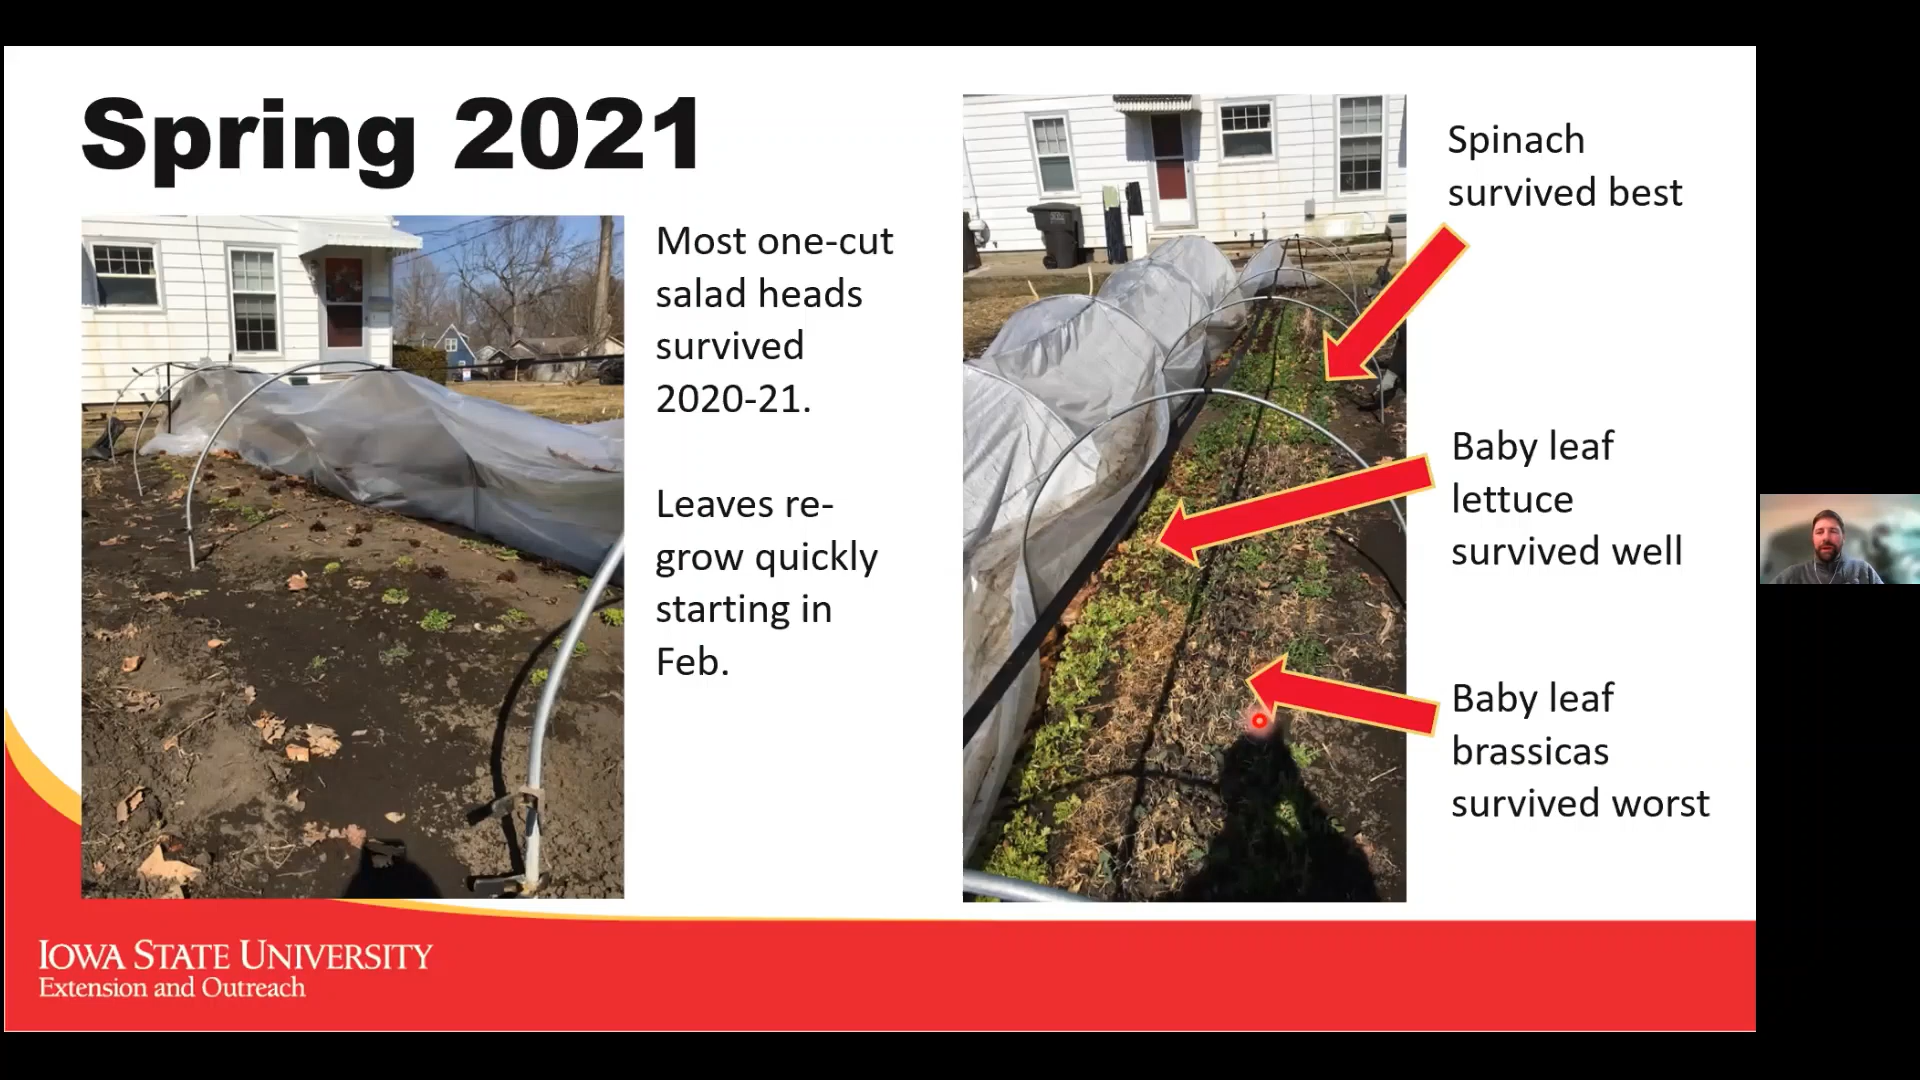 Spring 2021
Most one-cut
salad heads
survived
2020-21.
Leaves re-
grow quickly
starting in
Feb.
Spinach
survived best
Baby leaf
lettuce
survived well
Baby leaf
brassicas
survived worst
IOWA STATE UNIVERSITY
Extension and Outreach